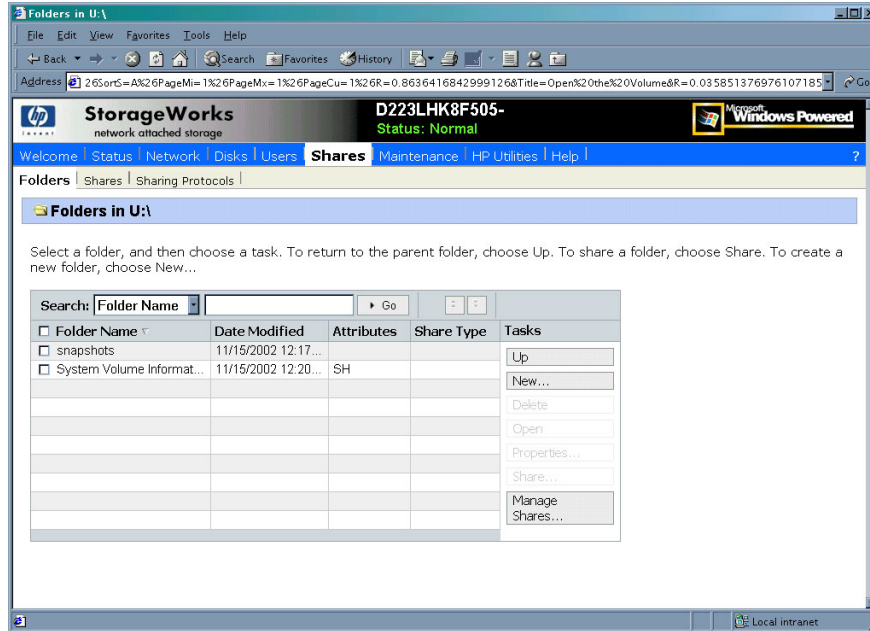 Folders in U:\
File Edit View Favorites Tools Help
Back Search Favorites History
Address 26SortS=A%26PageMi=1%26PageMx=1%26PageCu=1%26R=0.8636416842999126&Title=Open%20the%20Volume&R=0.035851376976107185 Go
hp invent StorageWorks D223LHK8F505- Microsoft Windows Powered
network attached storage Status: Normal
Welcome Status Network Disks Users Shares Maintenance HP Utilities Help ?
Folders Shares Sharing Protocols
Folders in U:\
Select a folder, and then choose a task. To return to the parent folder, choose Up. To share a folder, choose Share. To create a
new folder, choose New...
Search: Folder Name Go
Folder Name Date Modified Attributes Share Type Tasks
snapshots 11/15/2002 12:17...
System Volume Informat... 11/15/2002 12:20... SH
Up
New...
Delete
Open
Properties...
Share...
Manage
Shares...
Local intranet